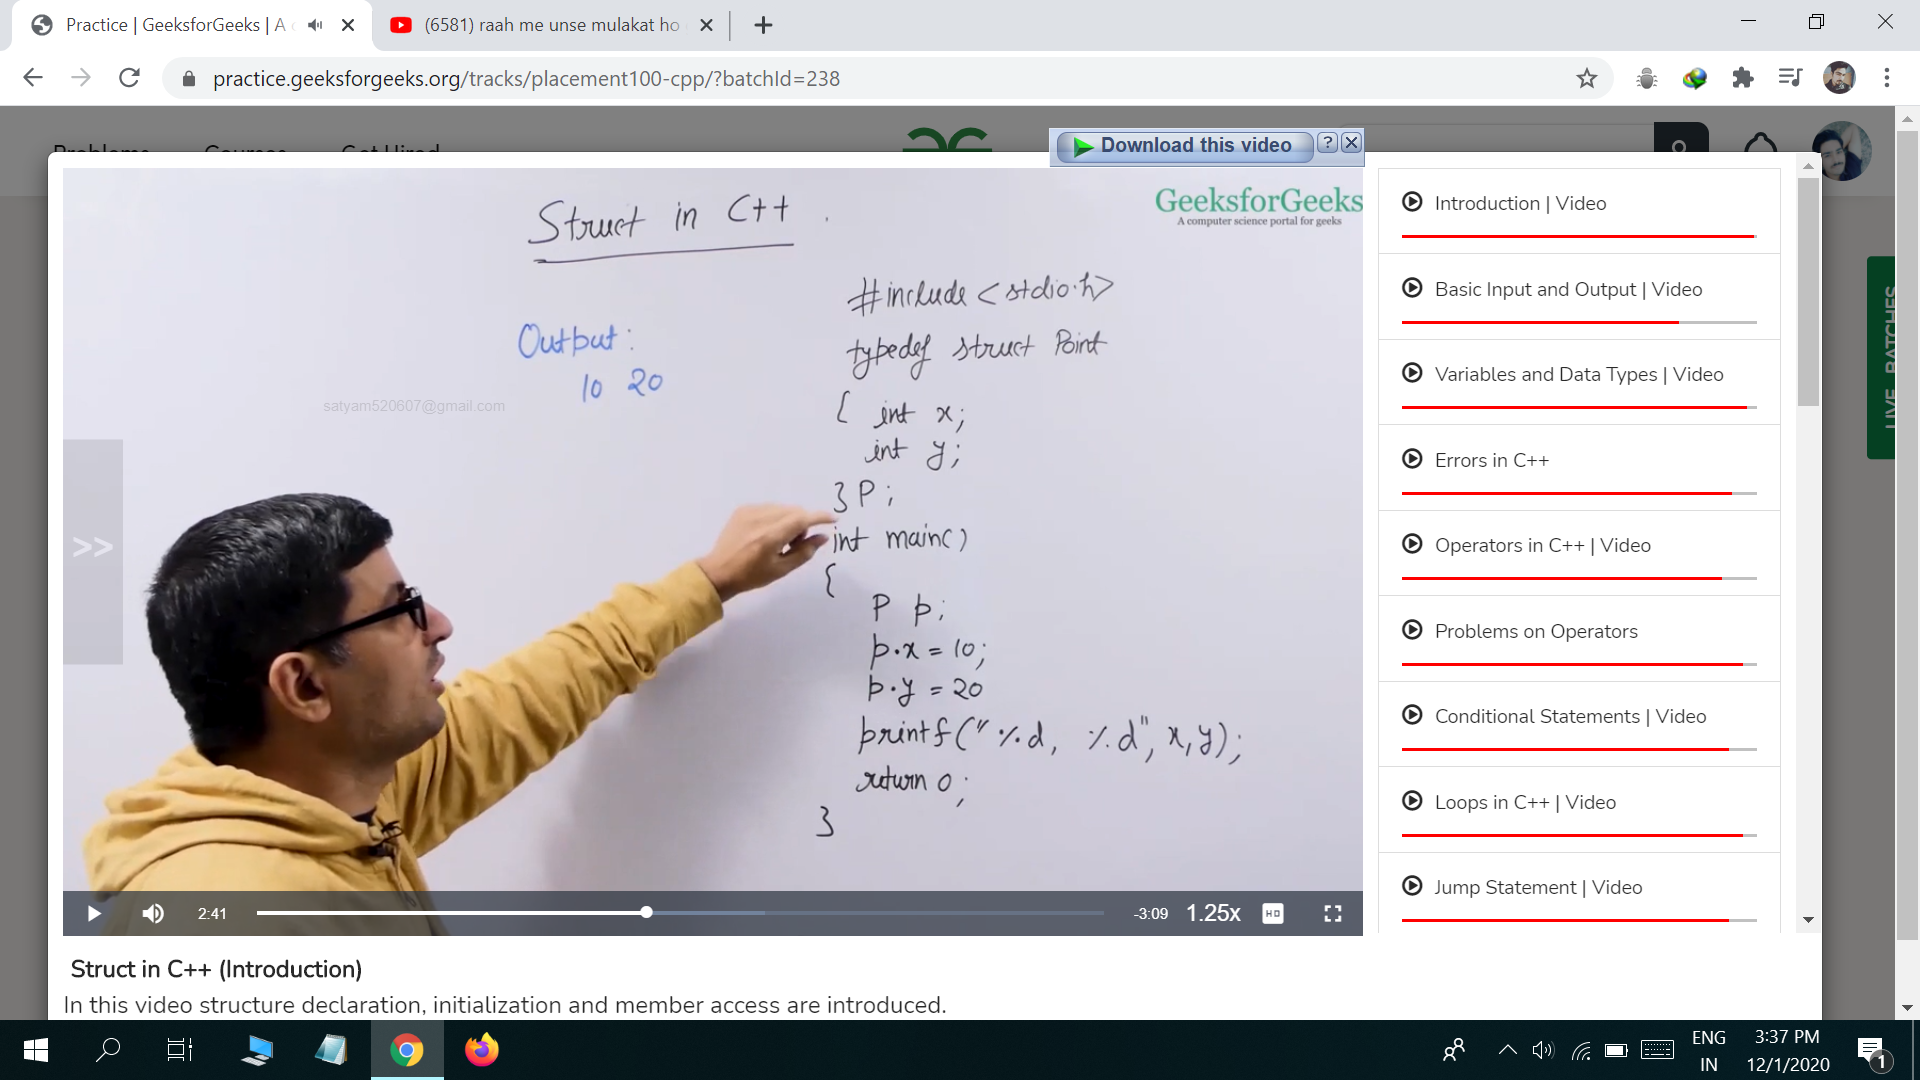 Practice | GeeksforGeeks | A
(6581) raah me unse mulakat ho
practice.geeksforgeeks.org/tracks/placement100-cpp/?batchId=238
Problems Courses Get Hired
Download this video ?
Struct in C++ .
GeeksforGeeks
A computer science portal for geeks
Output:
10 20
satyam520607@gmail.com
>>
#include <stdio.h>
typedef struct Point
{ int x;
int y;
} P ;
int main()
{
P p;
p.x = 10;
p.y = 20
printf("%d, %d", x, y);
return 0;
}
2:41
-3:09 1.25x HD
Introduction | Video
Basic Input and Output | Video
Variables and Data Types | Video
Errors in C++
Operators in C++ | Video
Problems on Operators
Conditional Statements | Video
Loops in C++ | Video
Jump Statement | Video
LIVE BATCHES
Struct in C++ (Introduction)
In this video structure declaration, initialization and member access are introduced.
ENG
IN
3:37 PM
12/1/2020
1